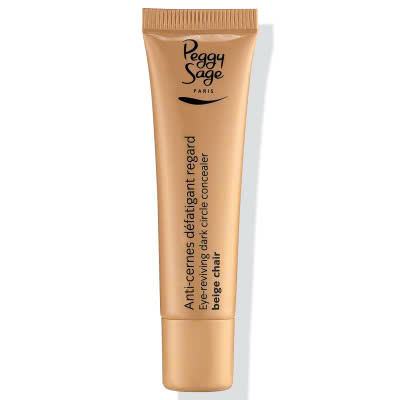 Peggy
Sage
PARIS
Anti-cernes défatigant regard
Eye-reviving dark circle concealer
beige chair